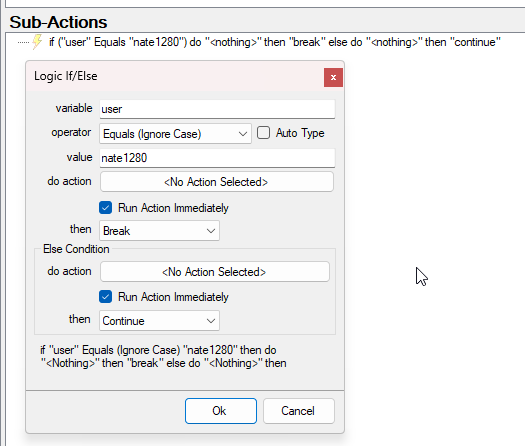 Sub-Actions
if ("user" Equals "nate1280") do "<nothing>" then "break" else do "<nothing>" then "continue"
Logic If/Else
x
variable user
operator Equals (Ignore Case) Auto Type
value nate1280
do action <No Action Selected>
Run Action Immediately
then Break
Else Condition
do action <No Action Selected>
Run Action Immediately
then Continue
if "user" Equals (Ignore Case) "nate1280" then do
"<Nothing>" then "break" else do "<Nothing>" then
Ok Cancel